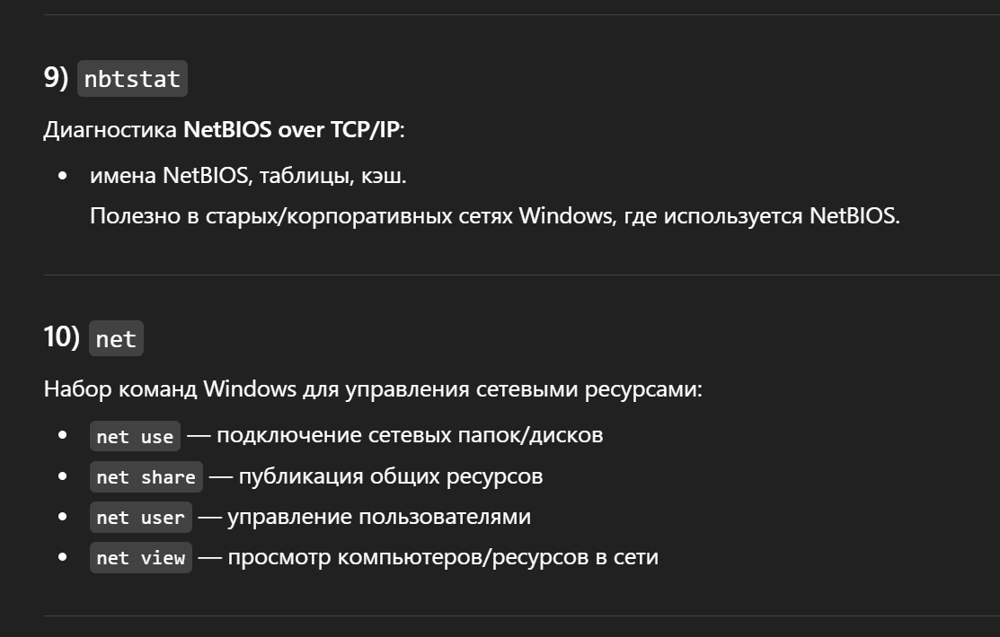 9) nbtstat
Диагностика NetBIOS over TCP/IP:
• имена NetBIOS, таблицы, кэш.
Полезно в старых/корпоративных сетях Windows, где используется NetBIOS.
10) net
Набор команд Windows для управления сетевыми ресурсами:
• net use — подключение сетевых папок/дисков
• net share — публикация общих ресурсов
• net user — управление пользователями
• net view — просмотр компьютеров/ресурсов в сети